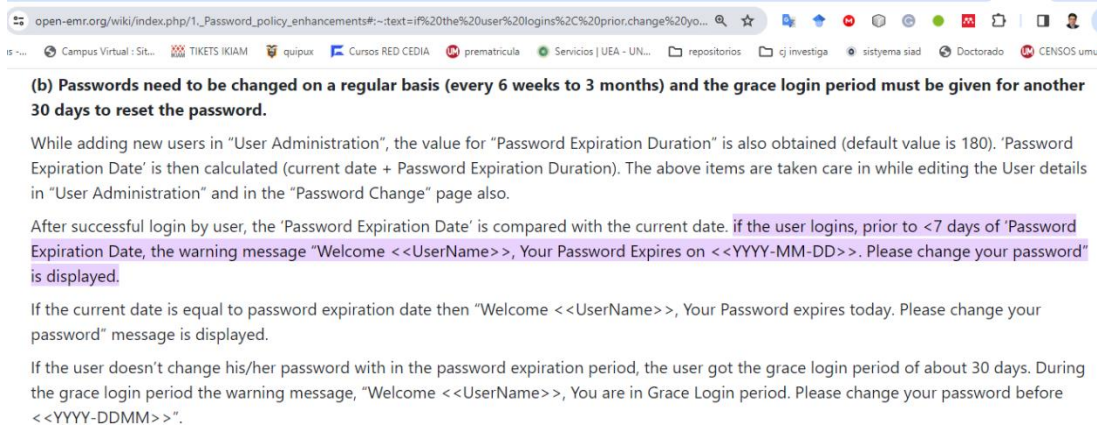 open-emr.org/wiki/index.php/1._Password_policy_enhancements#:~:text=if%20the%20user%20logins%2C%20prior.change%20yo...
Campus Virtual : Sit... TIKETS IKIAM quipux Cursos RED CEDIA prematricula Servicios | UEA - UN... repositorios cj investiga sistyema siad Doctorado CENSOS umu
(b) Passwords need to be changed on a regular basis (every 6 weeks to 3 months) and the grace login period must be given for another
30 days to reset the password.
While adding new users in "User Administration", the value for "Password Expiration Duration" is also obtained (default value is 180). 'Password
Expiration Date' is then calculated (current date + Password Expiration Duration). The above items are taken care in while editing the User details
in "User Administration" and in the "Password Change" page also.
After successful login by user, the 'Password Expiration Date' is compared with the current date. if the user logins, prior to <7 days of 'Password
Expiration Date, the warning message "Welcome <<UserName>>, Your Password Expires on <<YYYY-MM-DD>>. Please change your password"
is displayed.
If the current date is equal to password expiration date then "Welcome <<UserName>>, Your Password expires today. Please change your
password" message is displayed.
If the user doesn't change his/her password with in the password expiration period, the user got the grace login period of about 30 days. During
the grace login period the warning message, "Welcome <<UserName>>, You are in Grace Login period. Please change your password before
<<YYYY-DDMM>>".